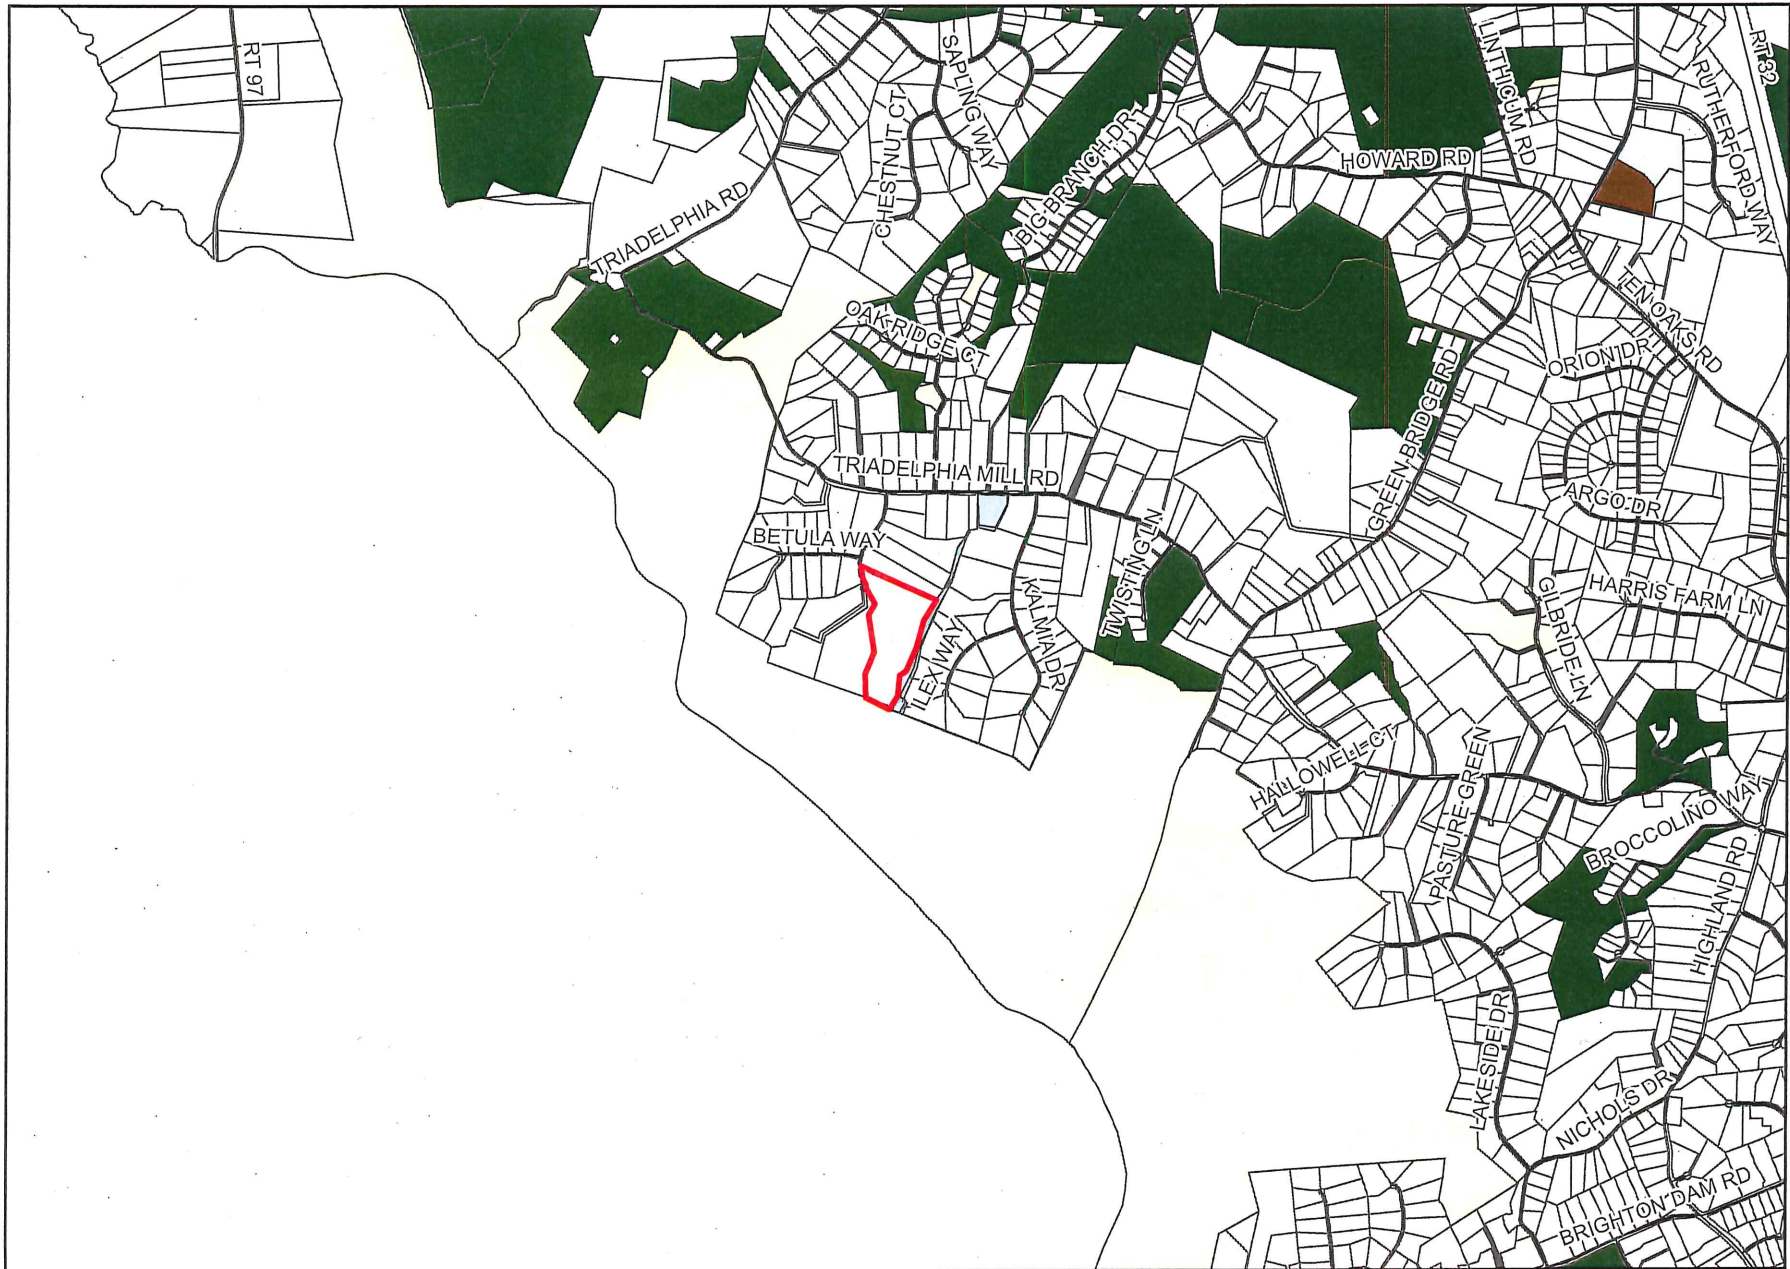 RT 97
SAPLING WAY
LINTHICUM RD
RT 32
RUTHERFORD WAY
CHESTNUT CT
BIG BRANCH DR
HOWARD RD
TRIADELPHIA RD
TEN OAKS RD
OAK RIDGE CT
ORION DR
GREEN BRIDGE RD
TRIADELPHIA MILL RD
ARGO DR
BETULA WAY
TWISTING LN
KALMIA DR
GILBRIDE LN
HARRIS FARM LN
ILEX WAY
HALLOWELL CT
PASTURE GREEN
BROCCOLINO WAY
HIGHLAND RD
LAKESIDE DR
NICHOLS DR
BRIGHTON DAM RD